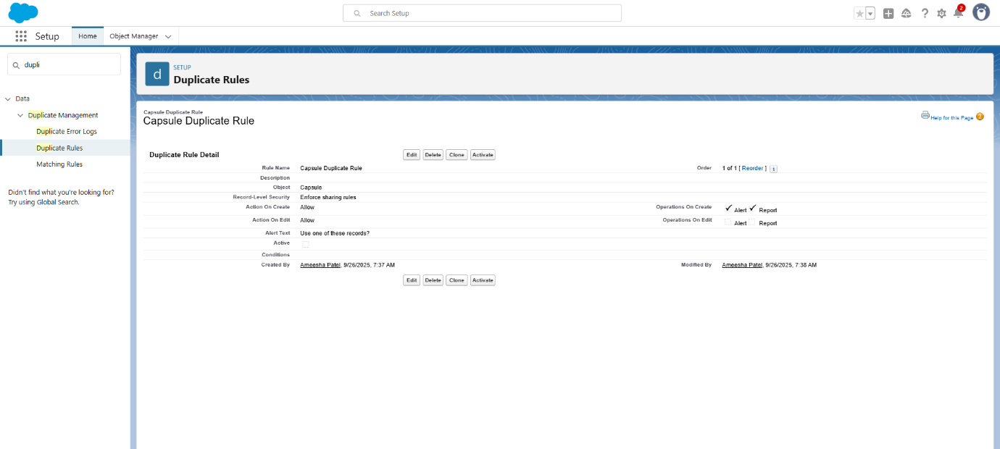 Search Setup
2
Setup
Home
Object Manager
dupli
Data
Duplicate Management
Duplicate Error Logs
Duplicate Rules
Matching Rules
Didn't find what you're looking for?
Try using Global Search.
d
SETUP
Duplicate Rules
Capsule Duplicate Rule
Capsule Duplicate Rule
Help for this Page ?
Duplicate Rule Detail Edit Delete Clone Activate
Rule Name Capsule Duplicate Rule Order 1 of 1 [ Reorder ] i
Description
Object Capsule
Record-Level Security Enforce sharing rules
Action On Create Allow Operations On Create Alert Report
Action On Edit Allow Operations On Edit Alert Report
Alert Text Use one of these records?
Active
Conditions
Created By Ameesha Patel, 9/26/2025, 7:37 AM Modified By Ameesha Patel, 9/26/2025, 7:38 AM
Edit Delete Clone Activate